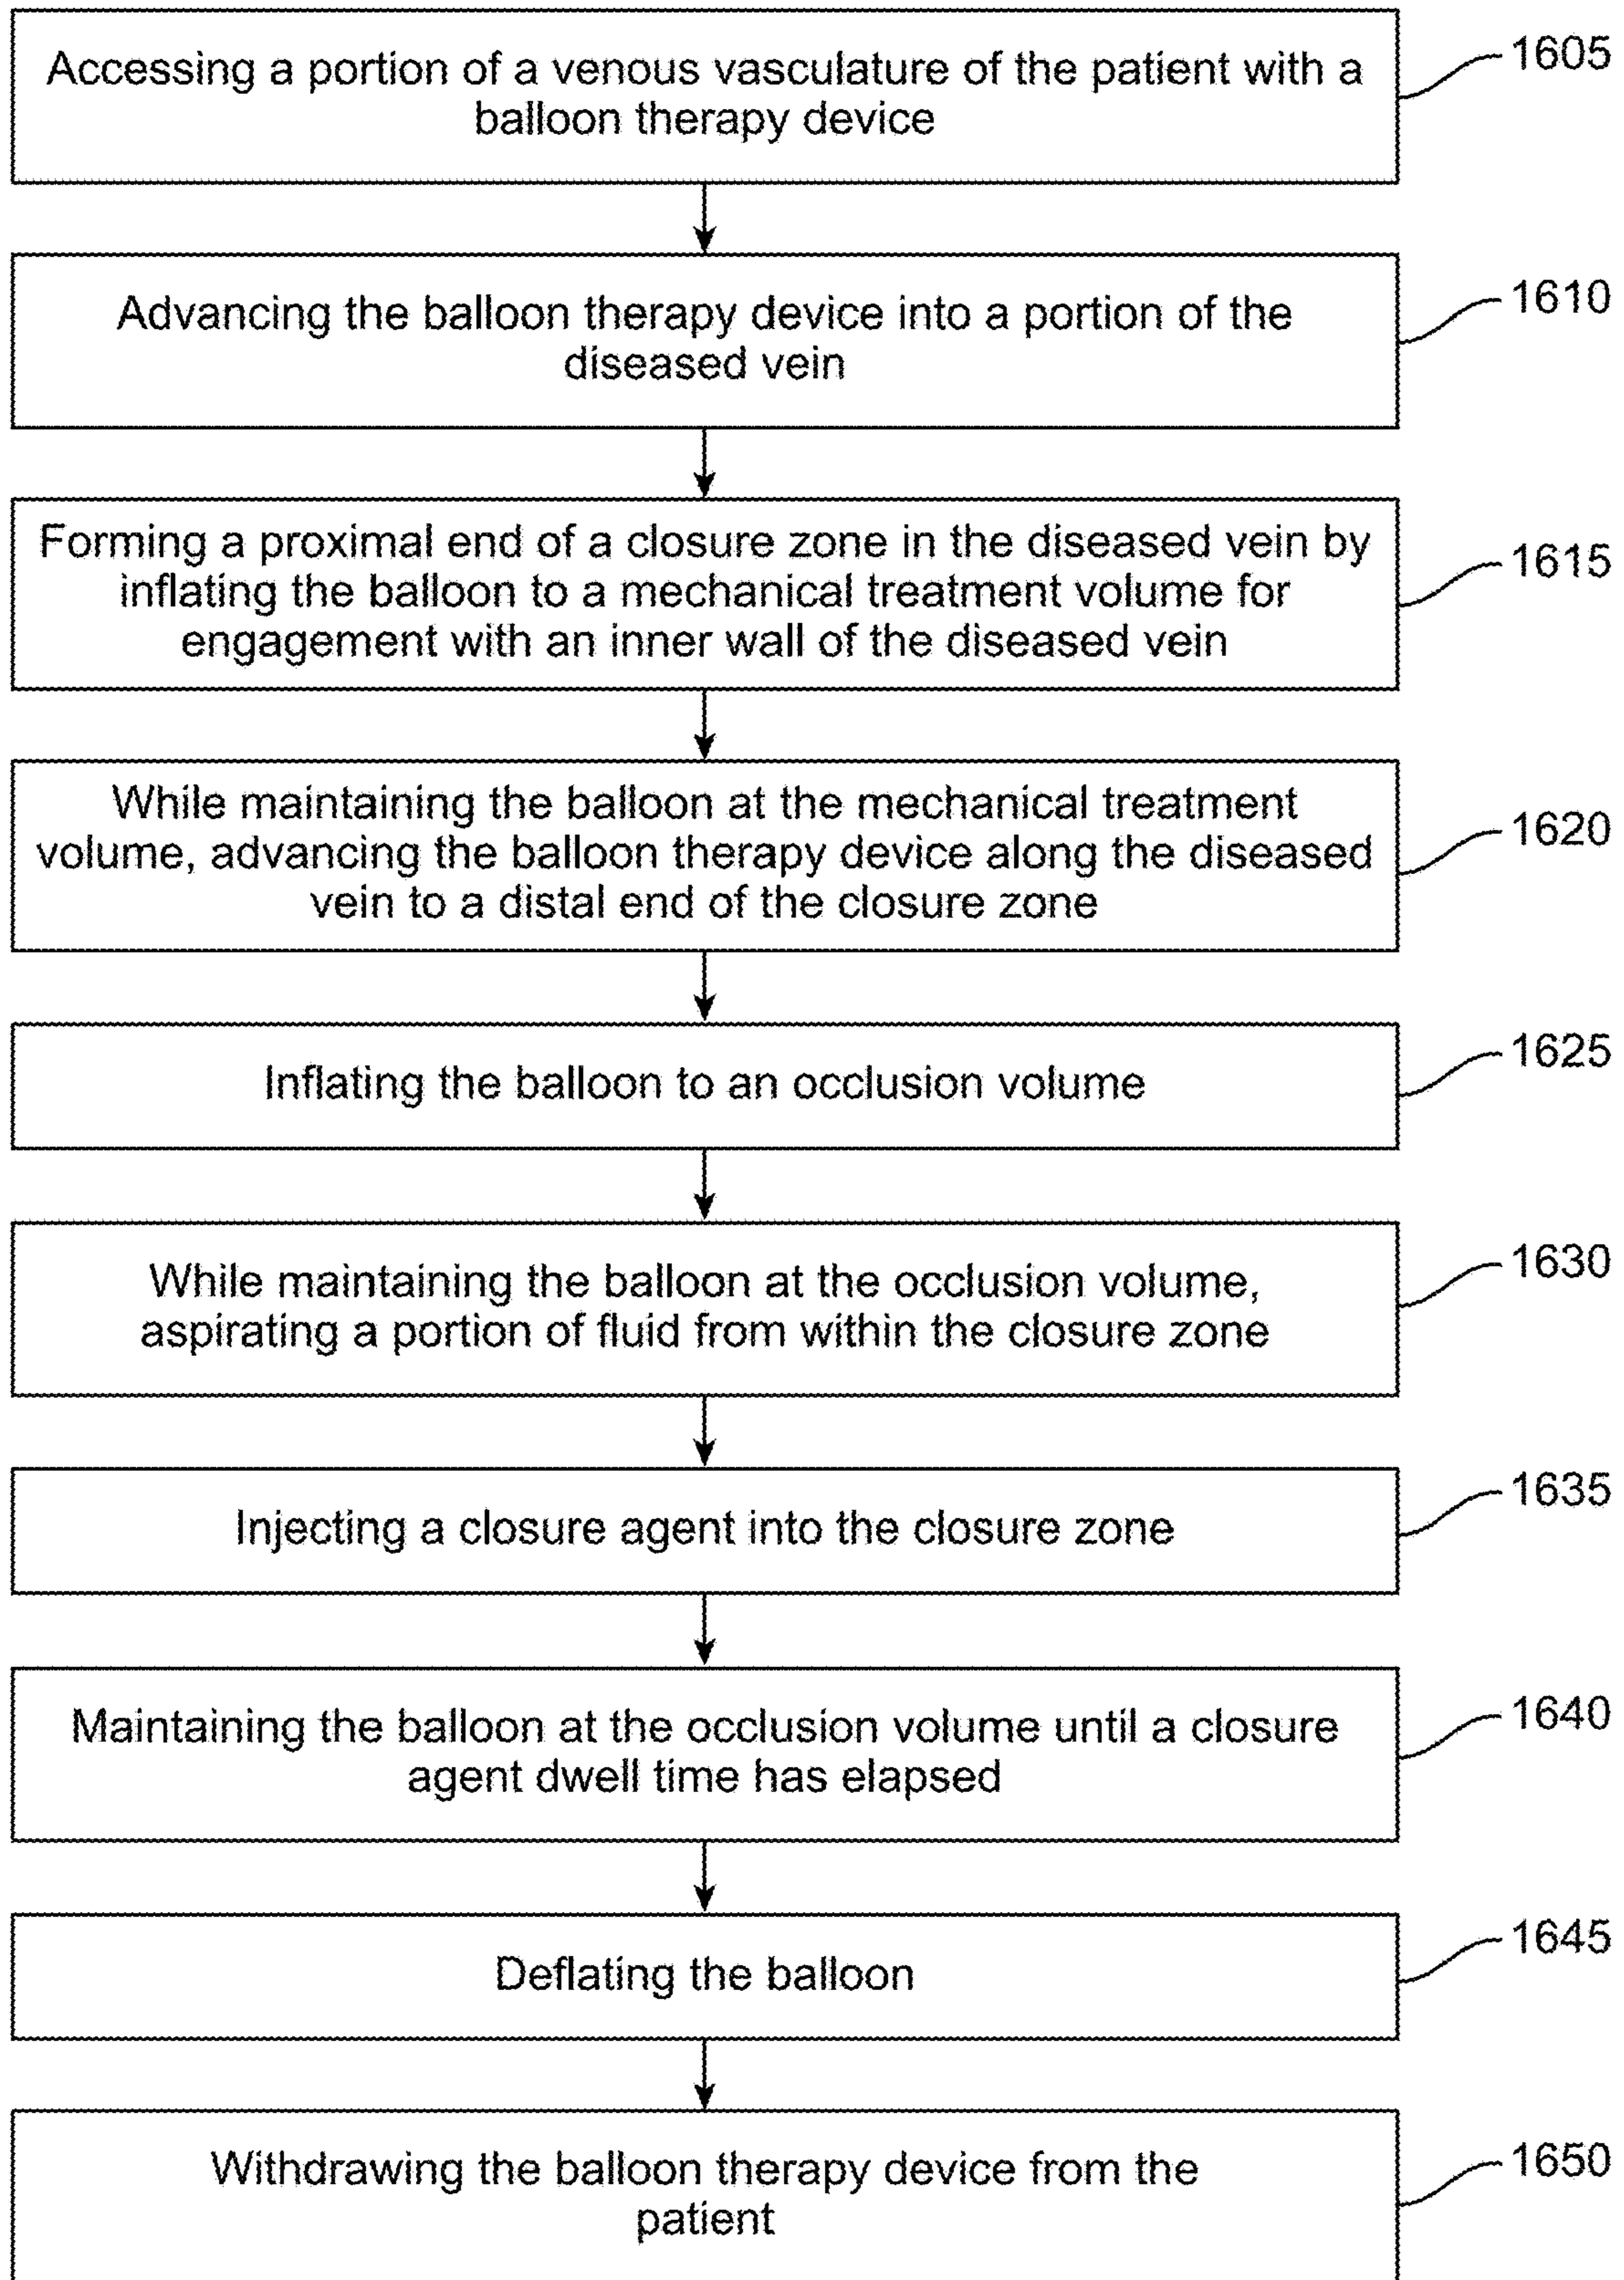 Accessing a portion of a venous vasculature of the patient with a
balloon therapy device
1605
Advancing the balloon therapy device into a portion of the
diseased vein
1610
Forming a proximal end of a closure zone in the diseased vein by
inflating the balloon to a mechanical treatment volume for
engagement with an inner wall of the diseased vein
1615
While maintaining the balloon at the mechanical treatment
volume, advancing the balloon therapy device along the diseased
vein to a distal end of the closure zone
1620
Inflating the balloon to an occlusion volume
1625
While maintaining the balloon at the occlusion volume,
aspirating a portion of fluid from within the closure zone
1630
Injecting a closure agent into the closure zone
1635
Maintaining the balloon at the occlusion volume until a closure
agent dwell time has elapsed
1640
Deflating the balloon
1645
Withdrawing the balloon therapy device from the
patient
1650